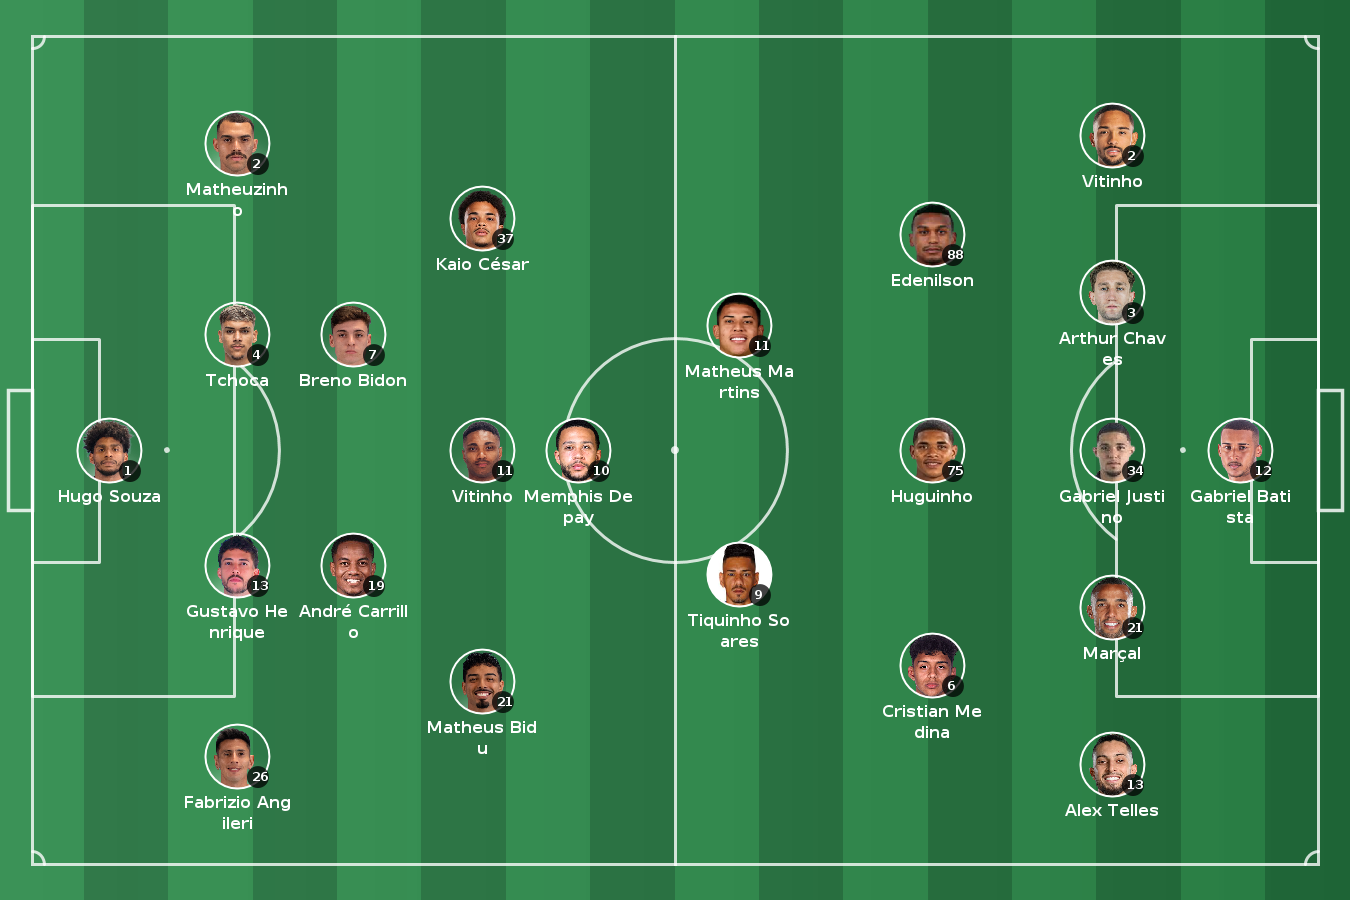 2
Matheuzinh
o
37
Kaio César
4
Tchoca
7
Breno Bidon
1
Hugo Souza
11
Vitinho
10
Memphis De
pay
13
Gustavo He
nrique
19
André Carrill
o
21
Matheus Bid
u
26
Fabrizio Ang
ileri
2
Vitinho
88
Edenilson
3
Arthur Chav
es
11
Matheus Ma
rtins
75
Huguinho
34
Gabriel Justi
no
12
Gabriel Bati
sta
9
Tiquinho So
ares
21
Marçal
6
Cristian Me
dina
13
Alex Telles